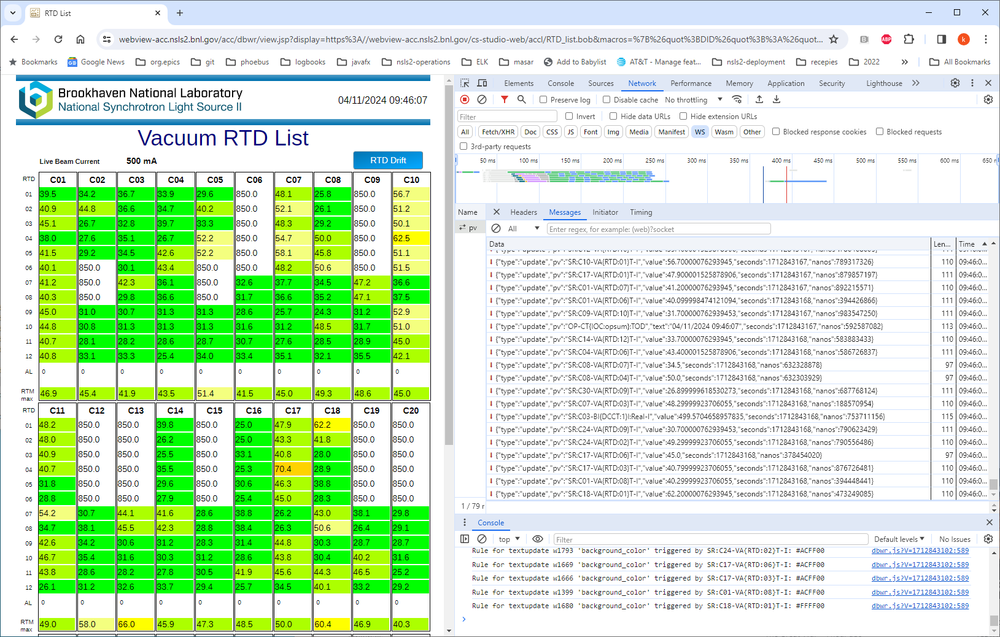 RTD List
webview-acc.nsls2.bnl.gov/acc/dbwr/view.jsp?display=https%3A//webview-acc.nsls2.bnl.gov/cs-studio-web/accl/RTD_list.bob&macros=%7B%26quot%3BDID%26quot%3B%3A%26quot...
ABP
k
Bookmarks Google News org.epics git phoebus logbooks javafx nsls2-operations ELK masar Add to Babylist AT&T - Manage feat... nsls2-deployment recepies 2022 » All Bookmarks
Brookhaven National Laboratory
National Synchrotron Light Source II
04/11/2024 09:46:07
Vacuum RTD List
Live Beam Current 500 mA RTD Drift
RTD C01 C02 C03 C04 C05 C06 C07 C08 C09 C10
01 39.5 34.2 36.7 33.9 29.6 850.0 48.1 25.8 850.0 56.7
02 40.9 44.8 36.6 34.7 40.2 850.0 52.1 26.1 850.0 51.2
03 45.1 26.7 32.8 39.7 33.3 850.0 48.3 29.2 850.0 50.1
04 38.0 27.6 35.1 26.7 52.2 850.0 54.7 50.0 850.0 62.5
05 41.5 29.2 34.5 42.6 52.2 850.0 58.1 45.8 850.0 51.1
06 40.1 850.0 30.1 43.4 850.0 850.0 48.2 50.6 850.0 51.5
07 41.2 850.0 42.3 36.1 850.0 32.6 37.7 34.5 47.2 36.6
08 40.3 850.0 29.8 36.6 850.0 31.7 36.6 35.2 47.1 37.5
09 45.0 31.0 30.7 31.3 31.3 28.6 25.7 24.3 31.2 52.9
10 44.8 30.8 31.3 31.3 31.3 31.6 31.2 48.5 31.7 51.0
11 40.7 28.1 28.2 28.6 28.7 30.7 27.6 28.5 28.9 45.0
12 40.8 33.1 33.3 25.4 34.0 33.4 35.1 32.1 35.5 42.1
AL 0 0 0 0 0 0 0 0 0 0
RTM max 46.9 45.4 41.9 43.5 51.4 41.5 45.0 49.3 48.6 45.0
RTD C11 C12 C13 C14 C15 C16 C17 C18 C19 C20
01 48.2 850.0 850.0 39.8 850.0 25.0 47.9 62.2 850.0 850.0
02 48.0 850.0 850.0 26.2 850.0 25.0 43.3 41.8 850.0 850.0
03 40.9 850.0 850.0 25.5 850.0 33.1 40.8 28.0 850.0 850.0
04 40.7 850.0 850.0 35.5 850.0 25.3 70.4 28.9 850.0 850.0
05 31.8 850.0 850.0 29.6 850.0 30.6 46.3 38.8 850.0 850.0
06 28.8 850.0 850.0 27.9 850.0 25.4 45.0 28.3 850.0 850.0
07 54.2 30.7 44.1 41.6 28.6 38.8 26.2 43.0 38.1 29.8
08 34.7 38.1 45.5 42.3 28.8 38.4 26.3 50.6 26.4 29.1
09 42.6 34.2 30.6 31.2 28.3 31.4 44.8 30.3 28.7 28.7
10 46.7 35.4 31.6 30.3 31.2 28.6 43.8 30.4 40.2 31.6
11 43.8 28.6 28.2 27.8 30.5 41.9 45.6 44.3 46.5 25.2
12 26.1 31.2 32.6 33.7 29.4 25.7 34.5 40.1 33.2 29.2
AL 0 0 0 0 0 0 0 0 0 0
RTM max 49.0 58.0 66.0 45.9 47.3 48.5 50.0 60.4 46.9 40.3
Elements Console Sources Network Performance Memory Application Security Lighthouse »
Preserve log Disable cache No throttling
Filter Invert Hide data URLs Hide extension URLs
All Fetch/XHR Doc CSS JS Font Img Media Manifest WS Wasm Other Blocked response cookies Blocked requests
3rd-party requests
50 ms 100 ms 150 ms 200 ms 250 ms 300 ms 350 ms 400 ms 450 ms 500 ms 550 ms 600 ms 650
Name Headers Messages Initiator Timing
pv All Enter regex, for example: (web)?socket
Data Len... Time
{"type":"update","pv":"SR:C10-VA{RTD:01}T-I","value":56.70000076293945,"seconds":1712843167,"nanos":789317326} 110 09:46:0...
{"type":"update","pv":"SR:C17-VA{RTD:01}T-I","value":47.900001525878906,"seconds":1712843167,"nanos":879857197} 111 09:46:0...
{"type":"update","pv":"SR:C01-VA{RTD:07}T-I","value":41.20000076293945,"seconds":1712843167,"nanos":892215571} 110 09:46:0...
{"type":"update","pv":"SR:C01-VA{RTD:06}T-I","value":40.099998474121094,"seconds":1712843168,"nanos":394426866} 111 09:46:0...
{"type":"update","pv":"SR:C09-VA{RTD:10}T-I","value":31.700000762939453,"seconds":1712843167,"nanos":983547250} 111 09:46:0...
{"type":"update","pv":"OP-CT{IOC:opsum}:TOD","text":"04/11/2024 09:46:07","seconds":1712843167,"nanos":592587082} 113 09:46:0...
{"type":"update","pv":"SR:C14-VA{RTD:12}T-I","value":33.70000076293945,"seconds":1712843168,"nanos":583883433} 110 09:46:0...
{"type":"update","pv":"SR:C04-VA{RTD:06}T-I","value":43.400001525878906,"seconds":1712843168,"nanos":586726837} 111 09:46:0...
{"type":"update","pv":"SR:C08-VA{RTD:07}T-I","value":34.5,"seconds":1712843168,"nanos":632328878} 97 09:46:0...
{"type":"update","pv":"SR:C08-VA{RTD:04}T-I","value":50.0,"seconds":1712843168,"nanos":632303929} 97 09:46:0...
{"type":"update","pv":"SR:C30-VA{RTD:09}T-I","value":26.899999618530273,"seconds":1712843168,"nanos":687768124} 111 09:46:0...
{"type":"update","pv":"SR:C07-VA{RTD:03}T-I","value":48.29999923706055,"seconds":1712843168,"nanos":188570954} 110 09:46:0...
{"type":"update","pv":"SR:C03-BI{DCCT:1}I:Real-I","value":499.5704658957835,"seconds":1712843168,"nanos":753711156} 115 09:46:0...
{"type":"update","pv":"SR:C24-VA{RTD:09}T-I","value":30.700000762939453,"seconds":1712843168,"nanos":790623429} 111 09:46:0...
{"type":"update","pv":"SR:C24-VA{RTD:02}T-I","value":49.29999923706055,"seconds":1712843168,"nanos":790556486} 110 09:46:0...
{"type":"update","pv":"SR:C17-VA{RTD:06}T-I","value":45.0,"seconds":1712843168,"nanos":378454020} 97 09:46:0...
{"type":"update","pv":"SR:C17-VA{RTD:03}T-I","value":40.79999923706055,"seconds":1712843168,"nanos":876726481} 110 09:46:0...
{"type":"update","pv":"SR:C01-VA{RTD:08}T-I","value":40.29999923706055,"seconds":1712843168,"nanos":394448441} 110 09:46:0...
{"type":"update","pv":"SR:C18-VA{RTD:01}T-I","value":62.20000076293945,"seconds":1712843168,"nanos":473249085} 110 09:46:0...
1 / 79 r
Console
top Filter Default levels No Issues
Rule for textupdate w1793 'background_color' triggered by SR:C24-VA{RTD:02}T-I: #ACFF00 dbwr.js?V=1712843102:589
Rule for textupdate w1669 'background_color' triggered by SR:C17-VA{RTD:06}T-I: #ACFF00 dbwr.js?V=1712843102:589
Rule for textupdate w1666 'background_color' triggered by SR:C17-VA{RTD:03}T-I: #ACFF00 dbwr.js?V=1712843102:589
Rule for textupdate w1399 'background_color' triggered by SR:C01-VA{RTD:08}T-I: #ACFF00 dbwr.js?V=1712843102:589
Rule for textupdate w1680 'background_color' triggered by SR:C18-VA{RTD:01}T-I: #FFFF00 dbwr.js?V=1712843102:589